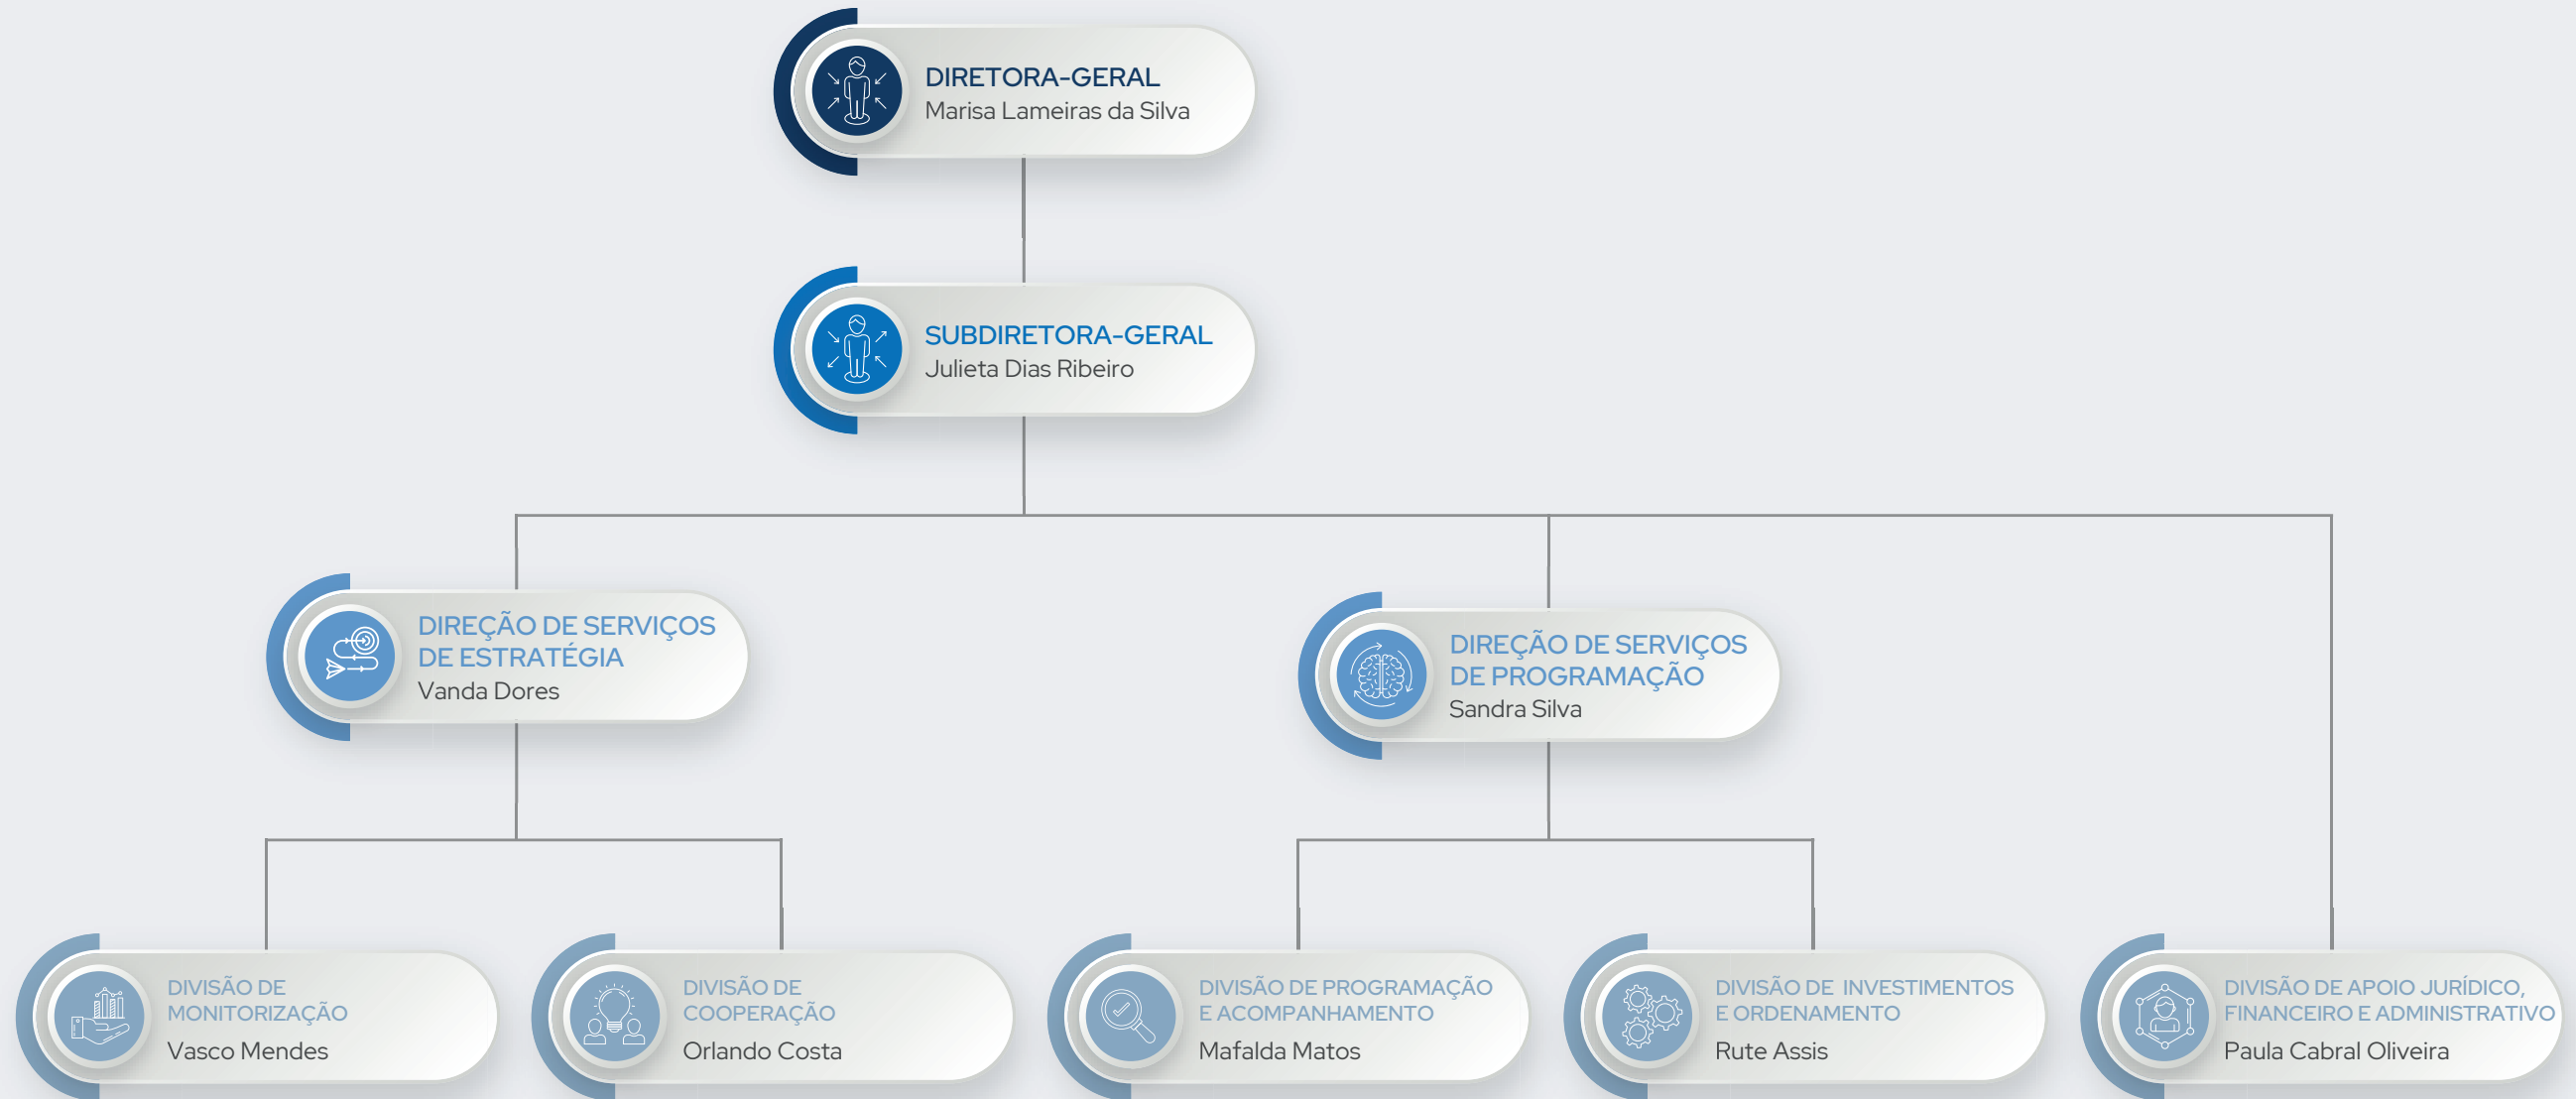 DIRETORA-GERAL
Marisa Lameiras da Silva
SUBDIRETORA-GERAL
Julieta Dias Ribeiro
DIREÇÃO DE SERVIÇOS
DE ESTRATÉGIA
Vanda Dores
DIREÇÃO DE SERVIÇOS
DE PROGRAMAÇÃO
Sandra Silva
DIVISÃO DE
MONITORIZAÇÃO
Vasco Mendes
DIVISÃO DE
COOPERAÇÃO
Orlando Costa
DIVISÃO DE PROGRAMAÇÃO
E ACOMPANHAMENTO
Mafalda Matos
DIVISÃO DE INVESTIMENTOS
E ORDENAMENTO
Rute Assis
DIVISÃO DE APOIO JURÍDICO,
FINANCEIRO E ADMINISTRATIVO
Paula Cabral Oliveira